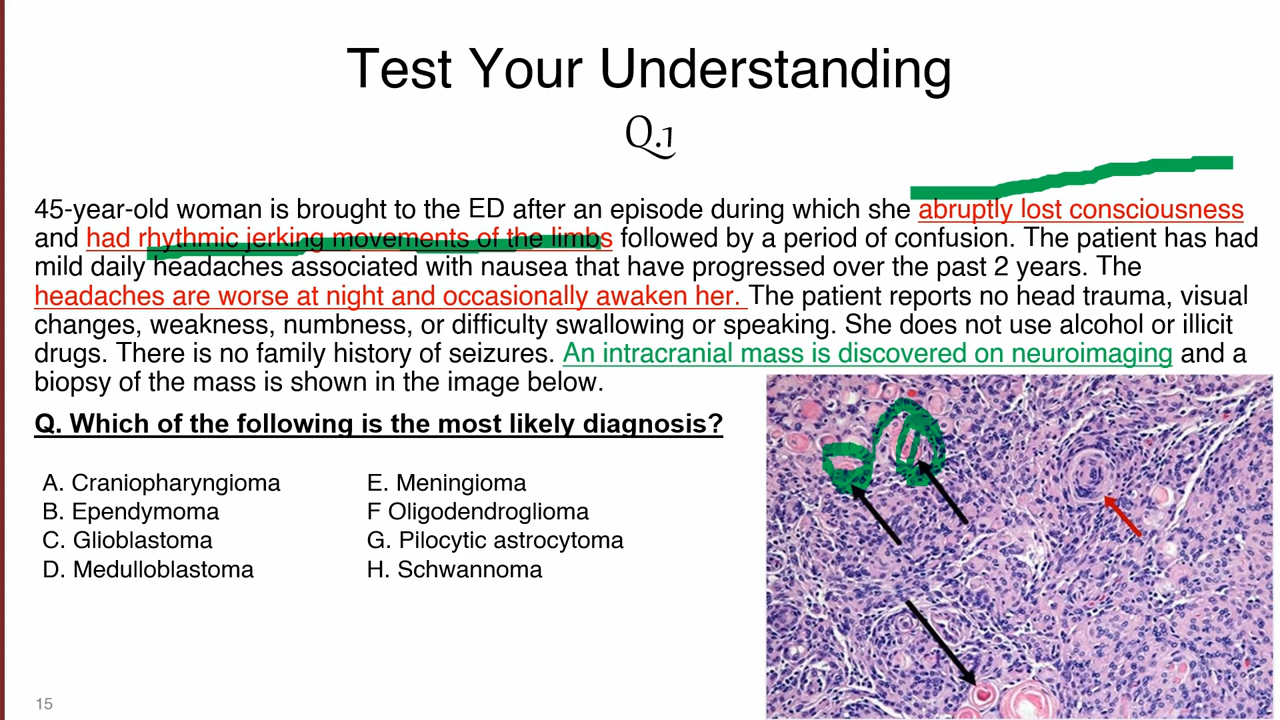 Test Your Understanding
Q.1
45-year-old woman is brought to the ED after an episode during which she abruptly lost consciousness
and had rhythmic jerking movements of the limbs followed by a period of confusion. The patient has had
mild daily headaches associated with nausea that have progressed over the past 2 years. The
headaches are worse at night and occasionally awaken her. The patient reports no head trauma, visual
changes, weakness, numbness, or difficulty swallowing or speaking. She does not use alcohol or illicit
drugs. There is no family history of seizures. An intracranial mass is discovered on neuroimaging and a
biopsy of the mass is shown in the image below.
Q. Which of the following is the most likely diagnosis?
A. Craniopharyngioma
B. Ependymoma
C. Glioblastoma
D. Medulloblastoma
E. Meningioma
F Oligodendroglioma
G. Pilocytic astrocytoma
H. Schwannoma
15